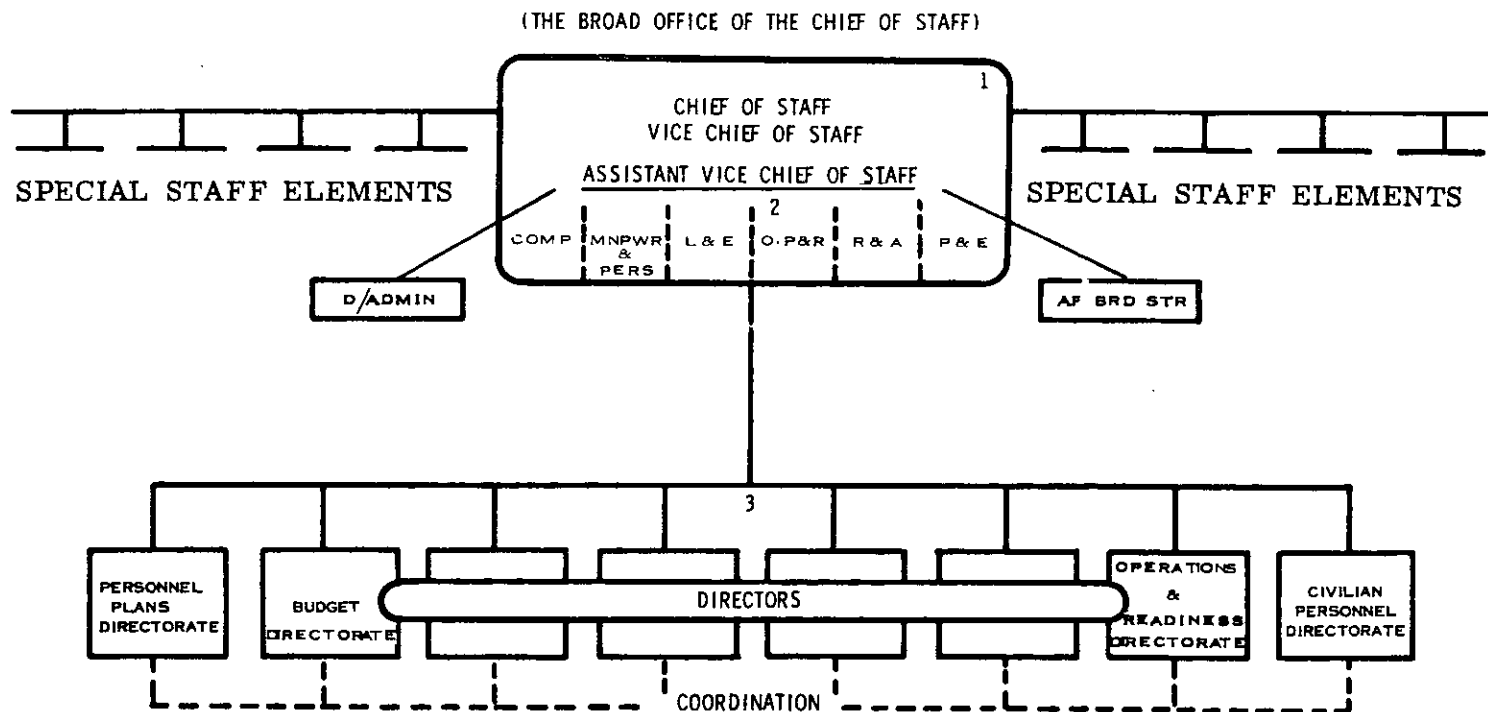 (THE BROAD OFFICE OF THE CHIEF OF STAFF)
1
CHIEF OF STAFF
VICE CHIEF OF STAFF
ASSISTANT VICE CHIEF OF STAFF
SPECIAL STAFF ELEMENTS
SPECIAL STAFF ELEMENTS
2
COMP
MNPWR
&
PERS
L & E
O·P&R
R & A
P & E
D/ADMIN
AF BRD STR
3
PERSONNEL
PLANS
DIRECTORATE
BUDGET
DIRECTORATE
DIRECTORS
OPERATIONS
&
READINESS
DIRECTORATE
CIVILIAN
PERSONNEL
DIRECTORATE
COORDINATION